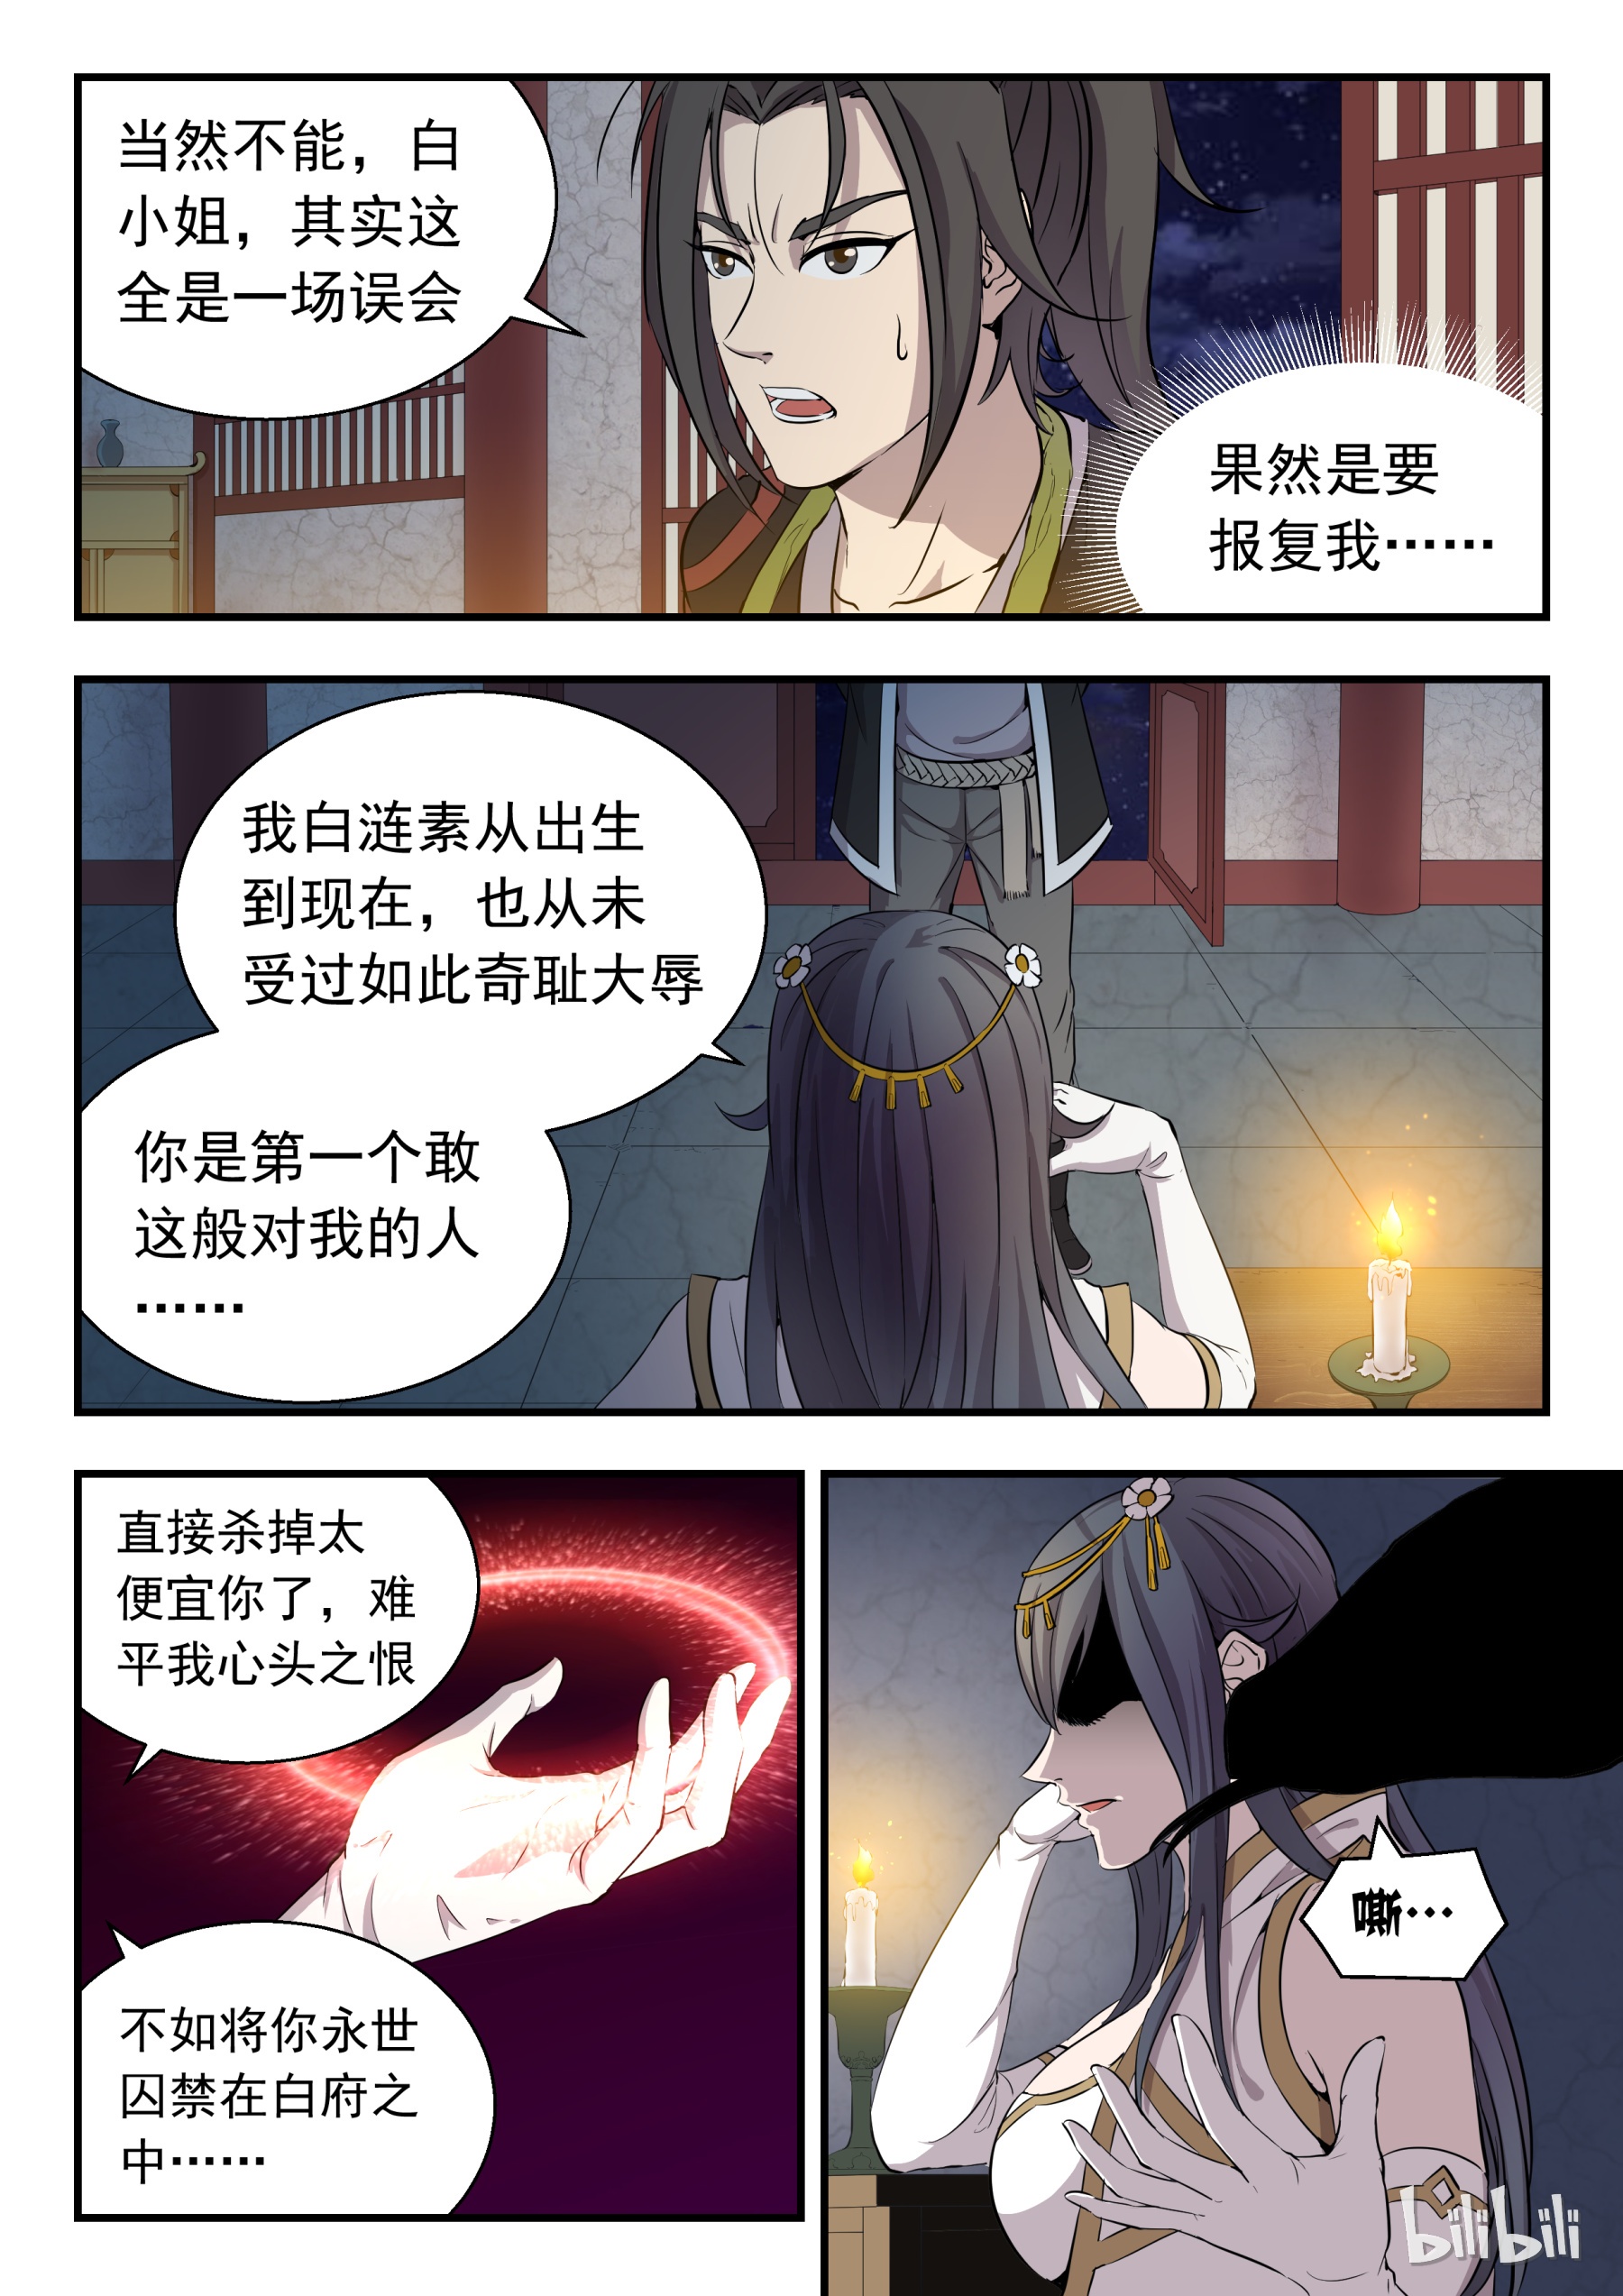 当然不能，白
小姐，其实这
全是一场误会
果然是要
报复我……
我白涟素从出生
到现在，也从未
受过如此奇耻大辱
你是第一个敢
这般对我的人
……
直接杀掉太
便宜你了，难
平我心头之恨
不如将你永世
囚禁在白府之
中……
嘶…
bilibili